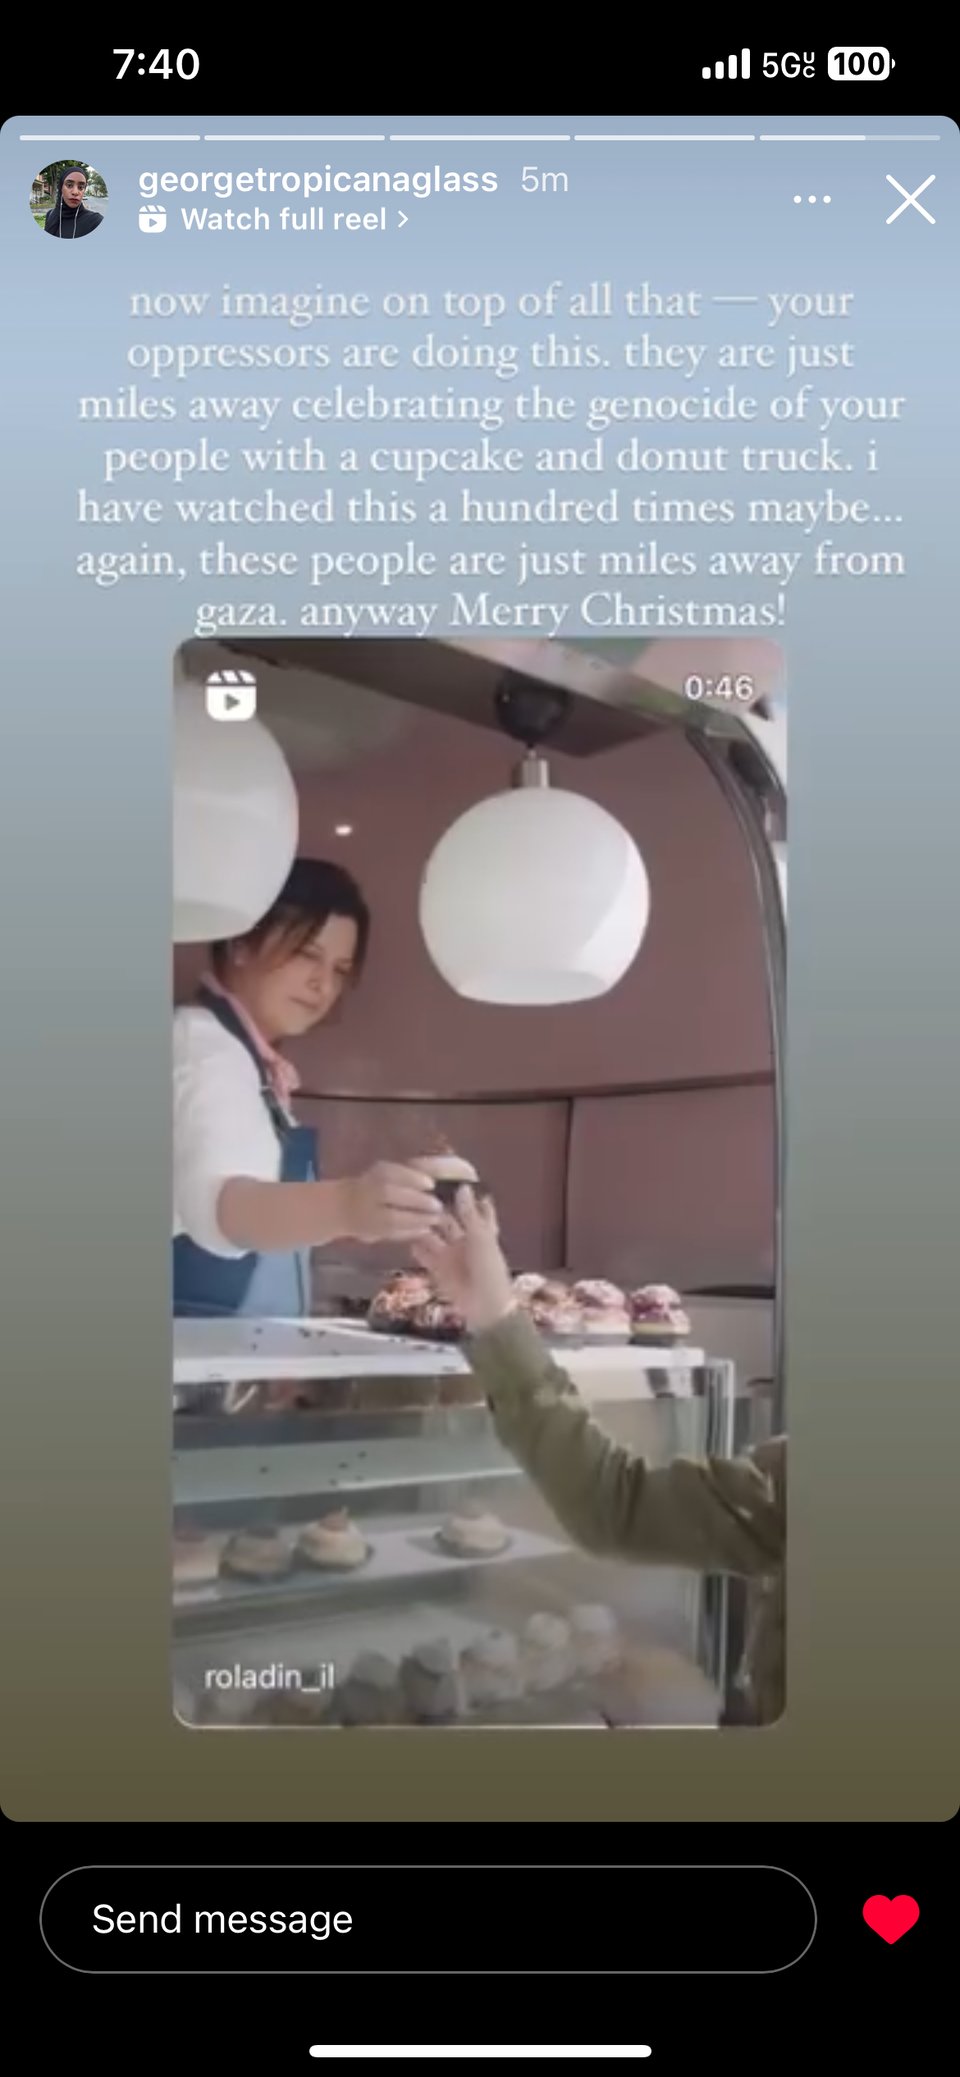 7:40
5GUC 100
georgetropicanaglass 5m
Watch full reel >
now imagine on top of all that — your
oppressors are doing this. they are just
miles away celebrating the genocide of your
people with a cupcake and donut truck. i
have watched this a hundred times maybe...
again, these people are just miles away from
gaza. anyway Merry Christmas!
0:46
roladin_il
Send message